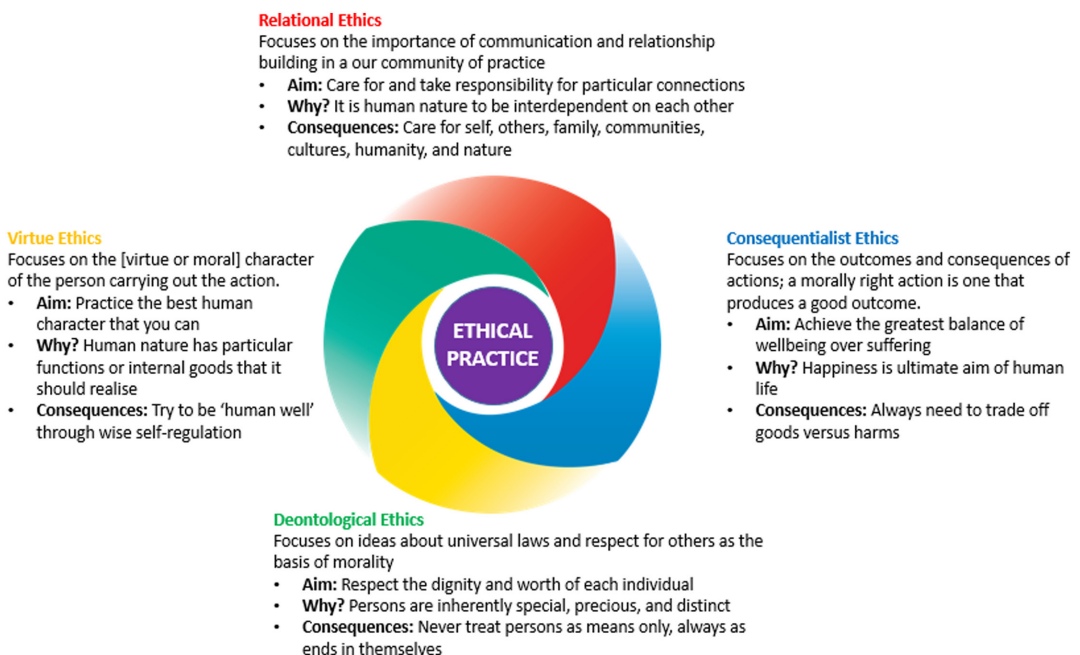 Relational Ethics
Focuses on the importance of communication and relationship
building in a our community of practice
• Aim: Care for and take responsibility for particular connections
• Why? It is human nature to be interdependent on each other
• Consequences: Care for self, others, family, communities,
cultures, humanity, and nature
Virtue Ethics
Focuses on the [virtue or moral] character
of the person carrying out the action.
• Aim: Practice the best human
character that you can
• Why? Human nature has particular
functions or internal goods that it
should realise
• Consequences: Try to be ‘human well’
through wise self-regulation
ETHICAL
PRACTICE
Consequentialist Ethics
Focuses on the outcomes and consequences of
actions; a morally right action is one that
produces a good outcome.
• Aim: Achieve the greatest balance of
wellbeing over suffering
• Why? Happiness is ultimate aim of human
life
• Consequences: Always need to trade off
goods versus harms
Deontological Ethics
Focuses on ideas about universal laws and respect for others as the
basis of morality
• Aim: Respect the dignity and worth of each individual
• Why? Persons are inherently special, precious, and distinct
• Consequences: Never treat persons as means only, always as
ends in themselves